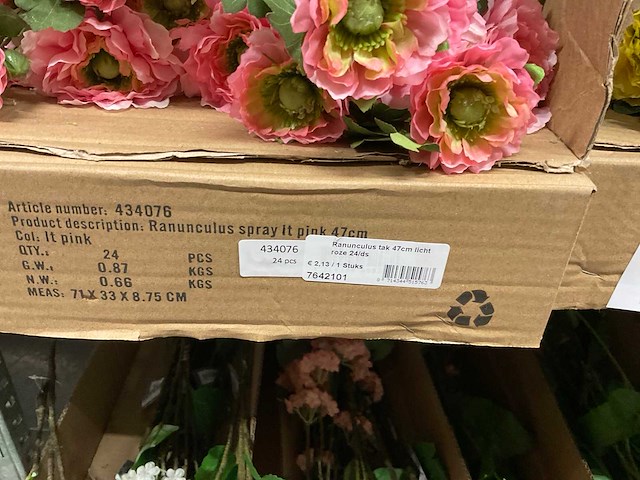 Article number: 434076
Product description: Ranunculus spray lt pink 47cm
Col: lt pink
QTY.: 24 PCS
G.W.: 0.87 KGS
N.W.: 0.66 KGS
MEAS: 71 X 33 X 8.75 CM
434076
24 pcs
Ranunculus tak 47cm licht
roze 24/ds
€ 2,13 / 1 Stuks
7642101